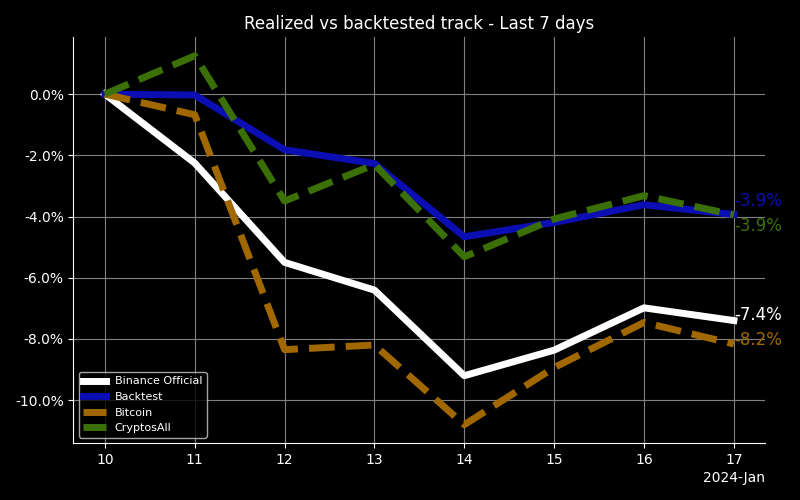 Realized vs backtested track - Last 7 days
0.0%
-2.0%
-4.0%
-6.0%
-8.0%
-10.0%
-3.9%
-3.9%
-7.4%
-8.2%
Binance Official
Backtest
Bitcoin
CryptosAll
10 11 12 13 14 15 16 17
2024-Jan